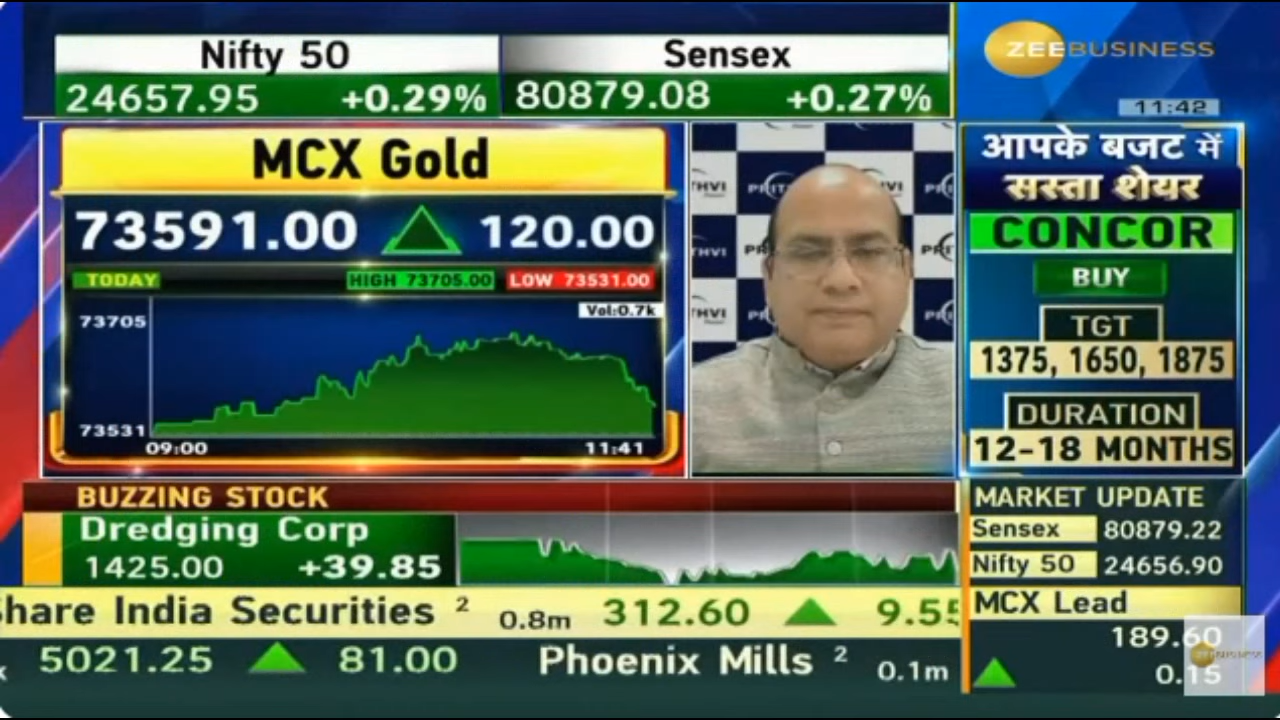 Nifty 50
24657.95 +0.29%
Sensex
80879.08 +0.27%
ZEEBUSINESS
11:42
MCX Gold
73591.00 120.00
TODAY HIGH 73705.00 LOW 73531.00
Vol:0.7k
73705
73531
09:00 11:41
आपके बजट में
सस्ता शेयर
CONCOR
BUY
TGT
1375, 1650, 1875
DURATION
12-18 MONTHS
BUZZING STOCK
Dredging Corp
1425.00 +39.85
MARKET UPDATE
Sensex 80879.22
Nifty 50 24656.90
MCX Lead
189.60
0.15
Share India Securities 2 0.8m 312.60 9.55
5021.25 81.00 Phoenix Mills 2 0.1m